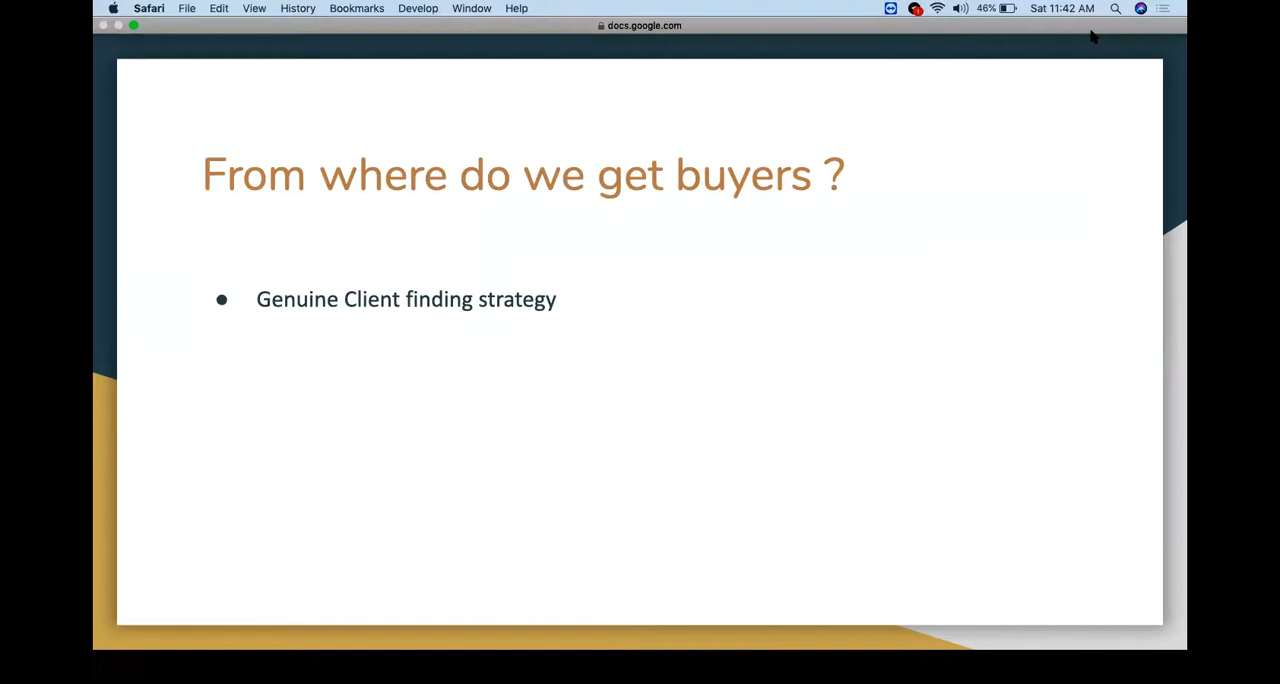 Safari File Edit View History Bookmarks Develop Window Help 1 46% Sat 11:42 AM
docs.google.com
From where do we get buyers ?
● Genuine Client finding strategy